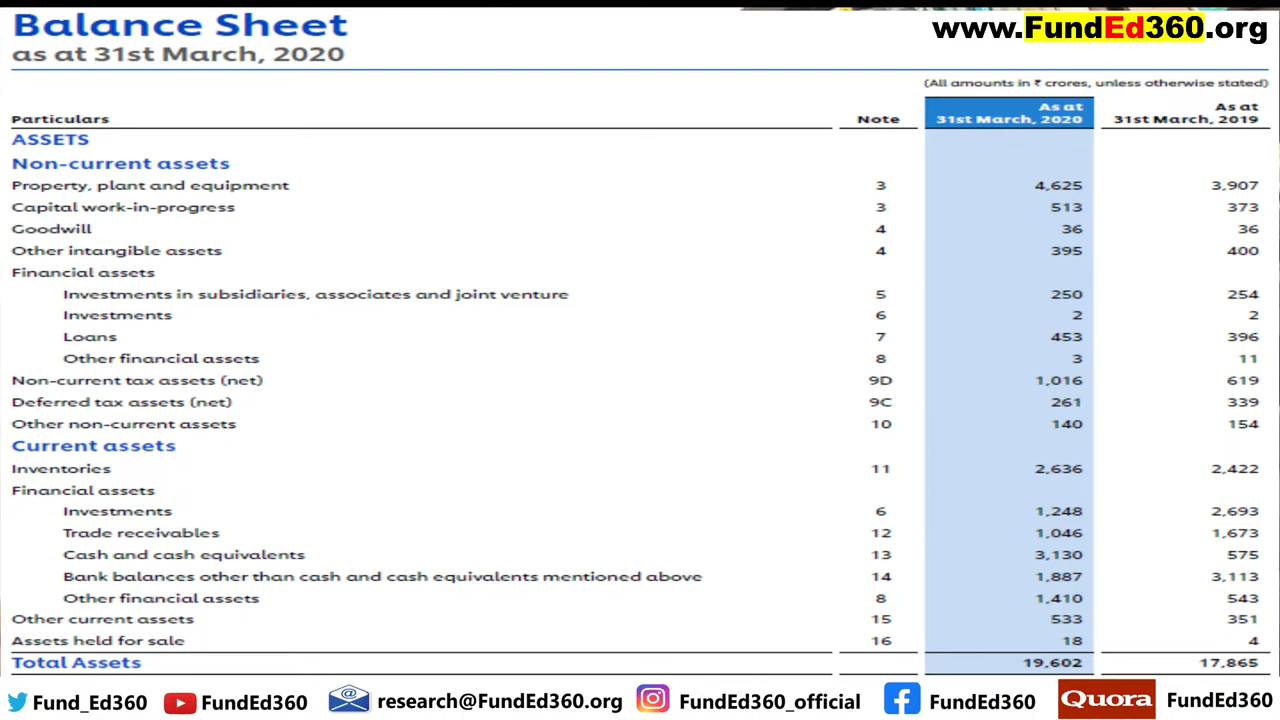 Balance Sheet
www.FundEd360.org
as at 31st March, 2020
(All amounts in ₹ crores, unless otherwise stated)
Particulars Note As at 31st March, 2020 As at 31st March, 2019
ASSETS
Non-current assets
Property, plant and equipment 3 4,625 3,907
Capital work-in-progress 3 513 373
Goodwill 4 36 36
Other intangible assets 4 395 400
Financial assets
Investments in subsidiaries, associates and joint venture 5 250 254
Investments 6 2 2
Loans 7 453 396
Other financial assets 8 3 11
Non-current tax assets (net) 9D 1,016 619
Deferred tax assets (net) 9C 261 339
Other non-current assets 10 140 154
Current assets
Inventories 11 2,636 2,422
Financial assets
Investments 6 1,248 2,693
Trade receivables 12 1,046 1,673
Cash and cash equivalents 13 3,130 575
Bank balances other than cash and cash equivalents mentioned above 14 1,887 3,113
Other financial assets 8 1,410 543
Other current assets 15 533 351
Assets held for sale 16 18 4
Total Assets 19,602 17,865
Fund_Ed360 FundEd360 research@FundEd360.org FundEd360_official FundEd360 Quora FundEd360